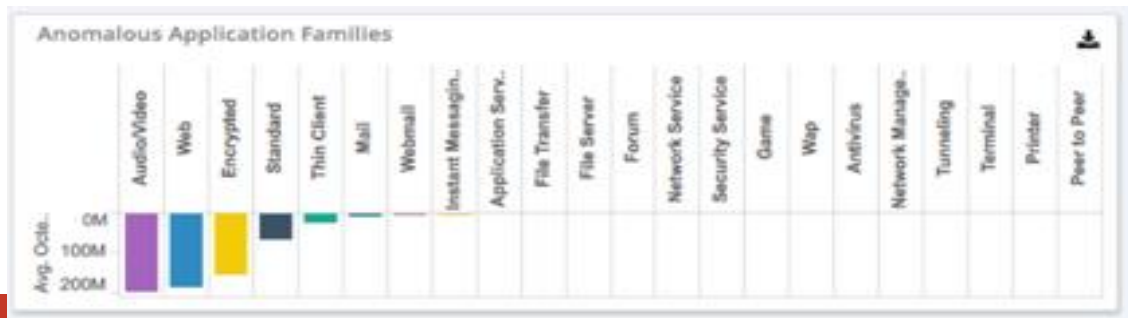 Anomalous Application Families
Audio/Video
Web
Encrypted
Standard
Thin Client
Mail
Webmail
Instant Messagin..
Application Serv..
File Transfer
File Server
Forum
Network Service
Security Service
Game
Wap
Antivirus
Network Manage..
Tunneling
Terminal
Printer
Peer to Peer
Avg. Octe..
0M
100M
200M